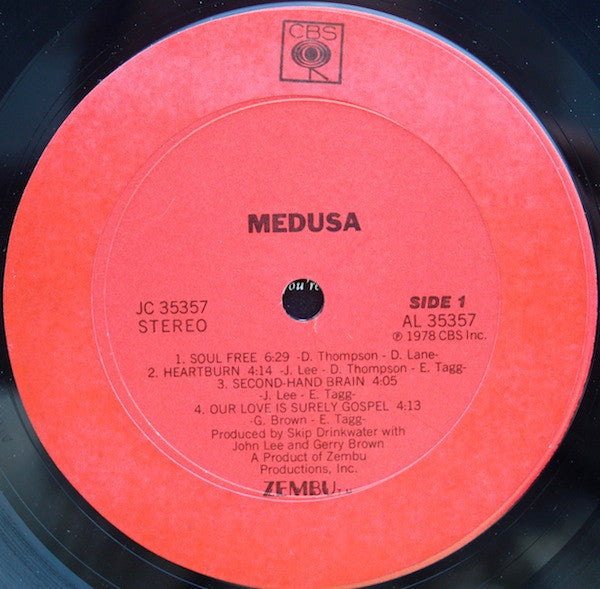 CBS
MEDUSA
ou're
JC 35357
STEREO
SIDE 1
AL 35357
℗ 1978 CBS Inc.
1. SOUL FREE 6:29 -D. Thompson - D. Lane-
2. HEARTBURN 4:14 -J. Lee - D. Thompson - E. Tagg-
3. SECOND-HAND BRAIN 4:05
-J. Lee - E. Tagg-
4. OUR LOVE IS SURELY GOSPEL 4:13
-G. Brown - E. Tagg-
Produced by Skip Drinkwater with
John Lee and Gerry Brown
A Product of Zembu
Productions, Inc.
ZEMBU